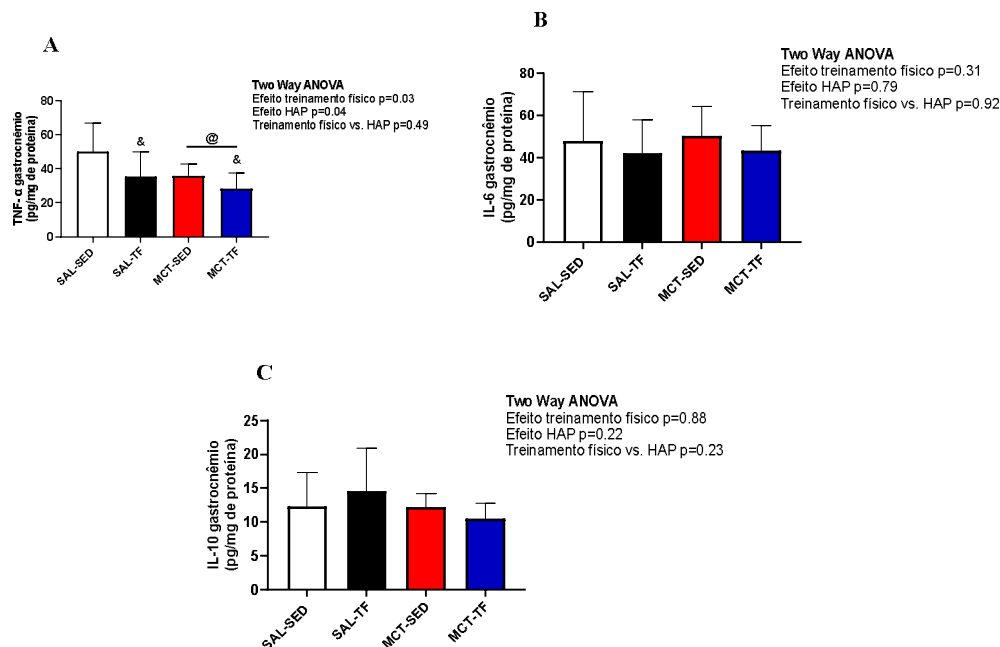 A
Two Way ANOVA
Efeito treinamento físico p=0.03
Efeito HAP p=0.04
Treinamento físico vs. HAP p=0.49
TNF- α gastrocnêmio
(pg/mg de proteína)
80
60
40
20
0
&
@
&
SAL-SED
SAL-TF
MCT-SED
MCT-TF
B
Two Way ANOVA
Efeito treinamento físico p=0.31
Efeito HAP p=0.79
Treinamento físico vs. HAP p=0.92
IL-6 gastrocnêmio
(pg/mg de proteína)
80
60
40
20
0
SAL-SED
SAL-TF
MCT-SED
MCT-TF
C
Two Way ANOVA
Efeito treinamento físico p=0.88
Efeito HAP p=0.22
Treinamento físico vs. HAP p=0.23
IL-10 gastrocnêmio
(pg/mg de proteína)
25
20
15
10
5
0
SAL-SED
SAL-TF
MCT-SED
MCT-TF